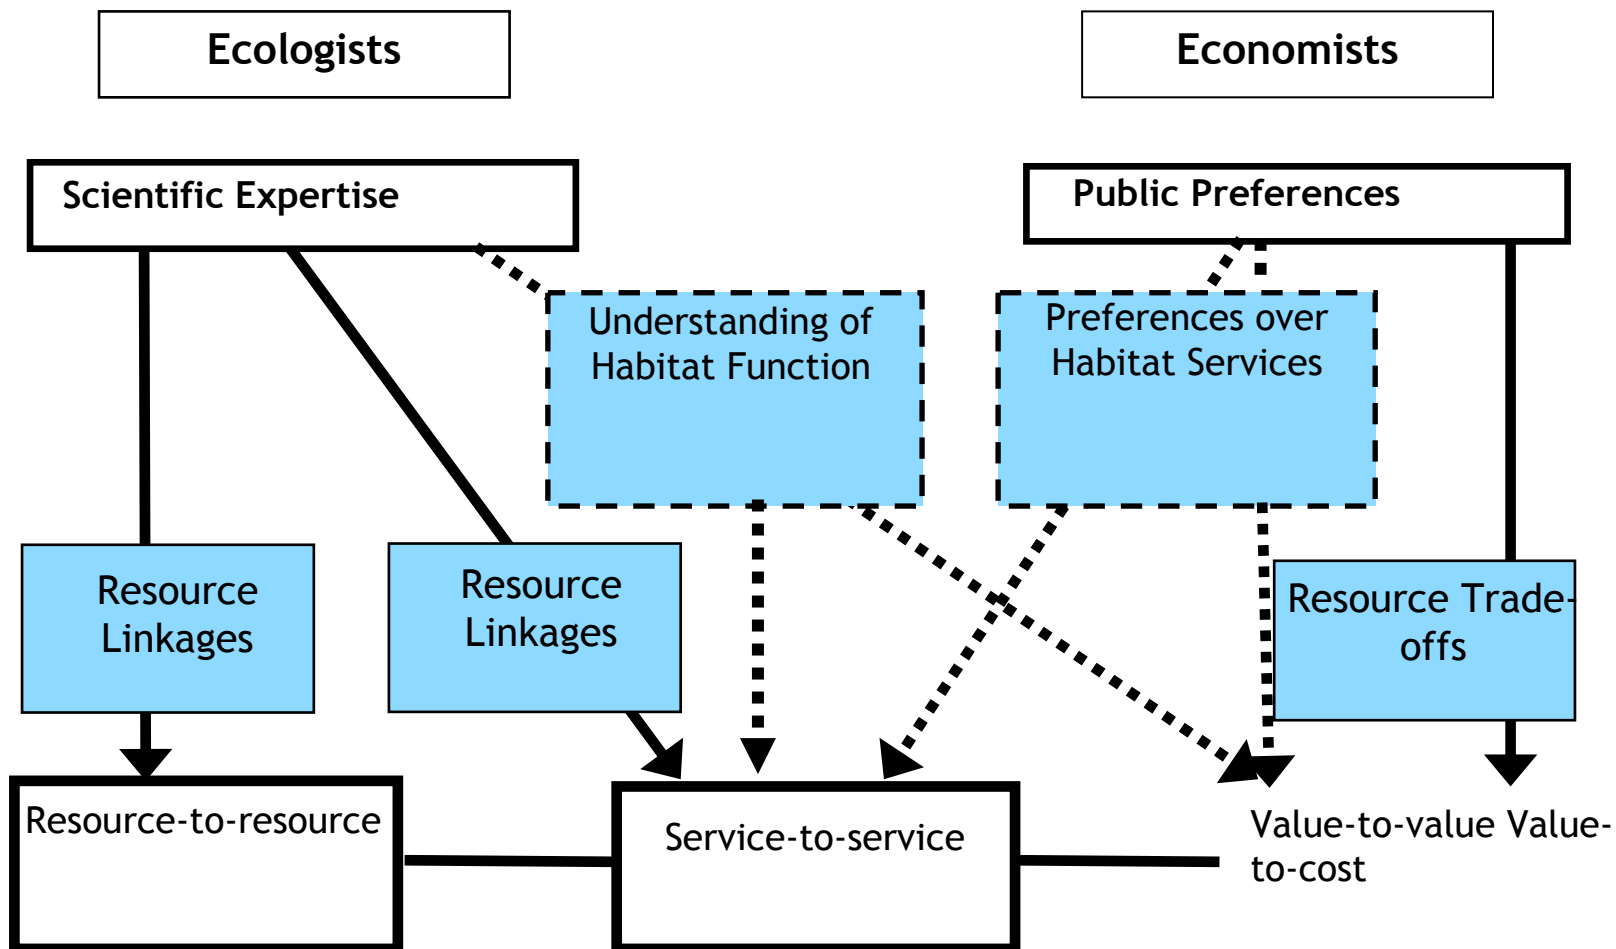 Ecologists
Economists
Scientific Expertise
Public Preferences
Understanding of
Habitat Function
Preferences over
Habitat Services
Resource
Linkages
Resource
Linkages
Resource Trade-
offs
Resource-to-resource
Service-to-service
Value-to-value Value-
to-cost